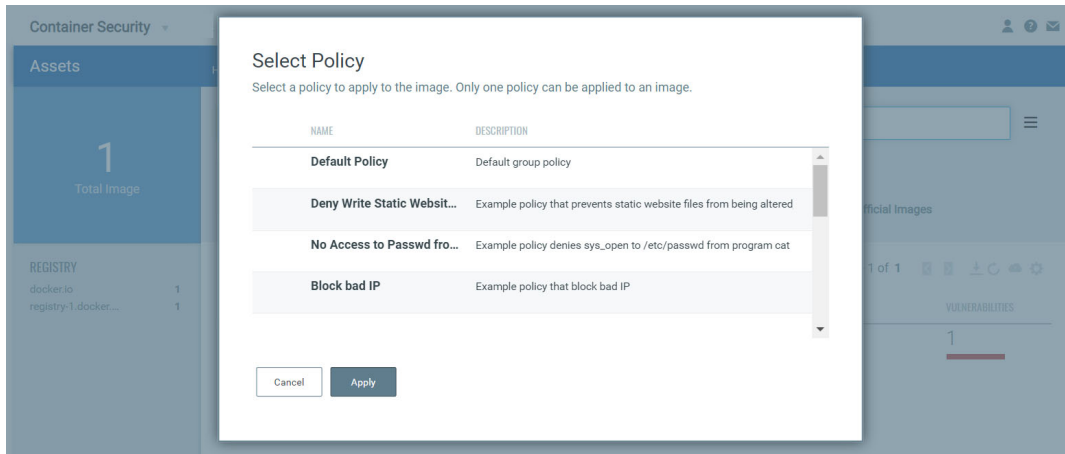 Container Security
Assets
H
1
Total Image
REGISTRY
docker.io 1
registry-1.docker.... 1
Select Policy
Select a policy to apply to the image. Only one policy can be applied to an image.
NAME DESCRIPTION
Default Policy Default group policy
Deny Write Static Websit... Example policy that prevents static website files from being altered
No Access to Passwd fro... Example policy denies sys_open to /etc/passwd from program cat
Block bad IP Example policy that block bad IP
Cancel Apply
fficial Images
1 of 1
VULNERABILITIES
1